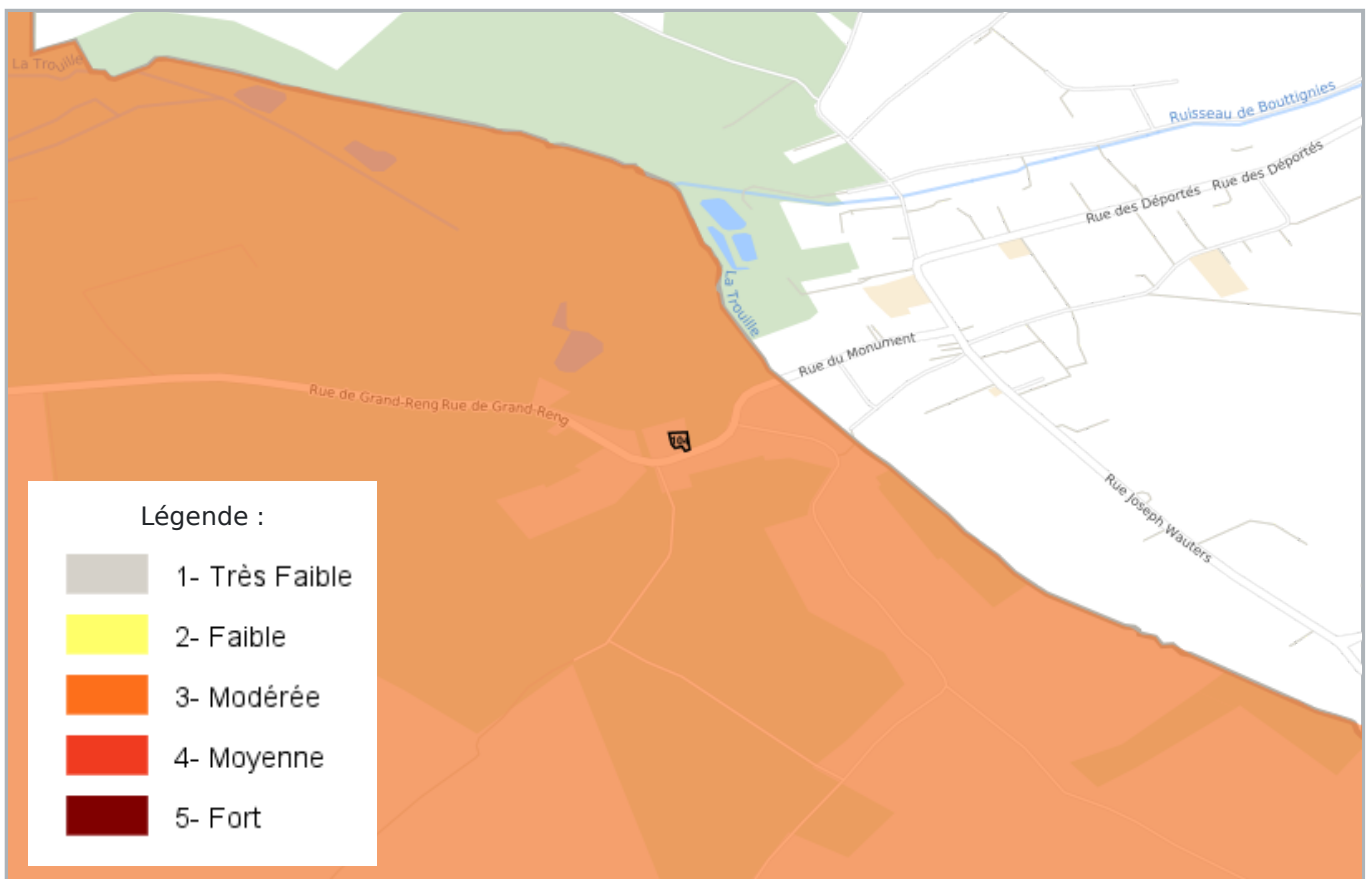 La Trouille
Ruisseau de Bouttignies
Rue des Déportés
Rue des Déportés
La Trouille
Rue du Monument
Rue de Grand-Reng
Rue de Grand-Reng
Rue Joseph Wauters
Légende :
1- Très Faible
2- Faible
3- Modérée
4- Moyenne
5- Fort